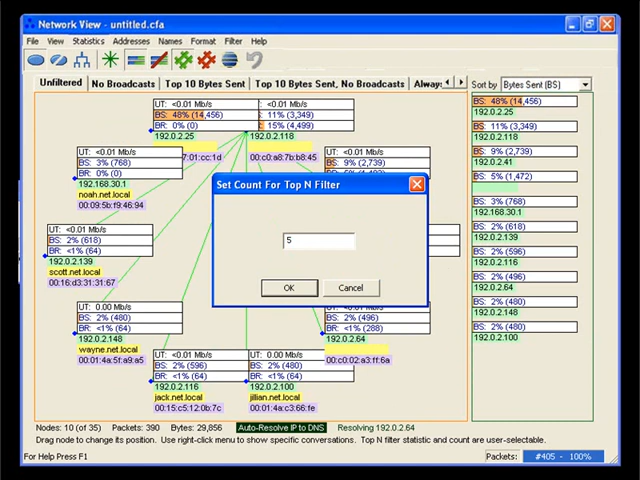 Network View - untitled.cfa
File View Statistics Addresses Names Format Filter Help
Unfiltered No Broadcasts Top 10 Bytes Sent Top 10 Bytes Sent, No Broadcasts Alway:
Sort by Bytes Sent (BS)
UT: <0.01 Mb/s
BS: 48% (14,456)
BR: 0% (0)
192.0.2.25
7:01:cc:1d
<0.01 Mb/s
11% (3,349)
15% (4,499)
192.0.2.118
00:c0:a8:7b:b8:45
UT: <0.01 Mb/s
BS: 3% (768)
BR: 0% (0)
192.168.30.1
noah.net.local
00:09:5b:f9:46:94
UT: <0.01 Mb/s
BS: 9% (2,739)
UT: <0.01 Mb/s
BS: 2% (618)
BR: <1% (64)
192.0.2.139
scott.net.local
00:16:d3:31:31:67
Set Count For Top N Filter
5
OK Cancel
UT: 0.00 Mb/s
BS: 2% (480)
BR: <1% (64)
192.0.2.148
wayne.net.local
00:01:4a:5f:a9:a5
BS: 2% (496)
BR: <1% (288)
192.0.2.64
00:c0:02:a3:ff:6a
UT: <0.01 Mb/s
BS: 2% (596)
BR: <1% (64)
192.0.2.116
jack.net.local
00:15:c5:12:0b:7c
UT: 0.00 Mb/s
BS: 2% (480)
BR: <1% (64)
192.0.2.100
jillian.net.local
00:01:4a:c3:66:fe
BS: 48% (14,456)
192.0.2.25
BS: 11% (3,349)
192.0.2.118
BS: 9% (2,739)
192.0.2.41
BS: 5% (1,472)
BS: 3% (768)
192.168.30.1
BS: 2% (618)
192.0.2.139
BS: 2% (596)
192.0.2.116
BS: 2% (496)
192.0.2.64
BS: 2% (480)
192.0.2.148
BS: 2% (480)
192.0.2.100
Nodes: 10 (of 35) Packets: 390 Bytes: 29,856 Auto-Resolve IP to DNS Resolving 192.0.2.64
Drag node to change its position. Use right-click menu to show specific conversations. Top N filter statistic and count are user-selectable.
For Help Press F1
Packets: #405 - 100%